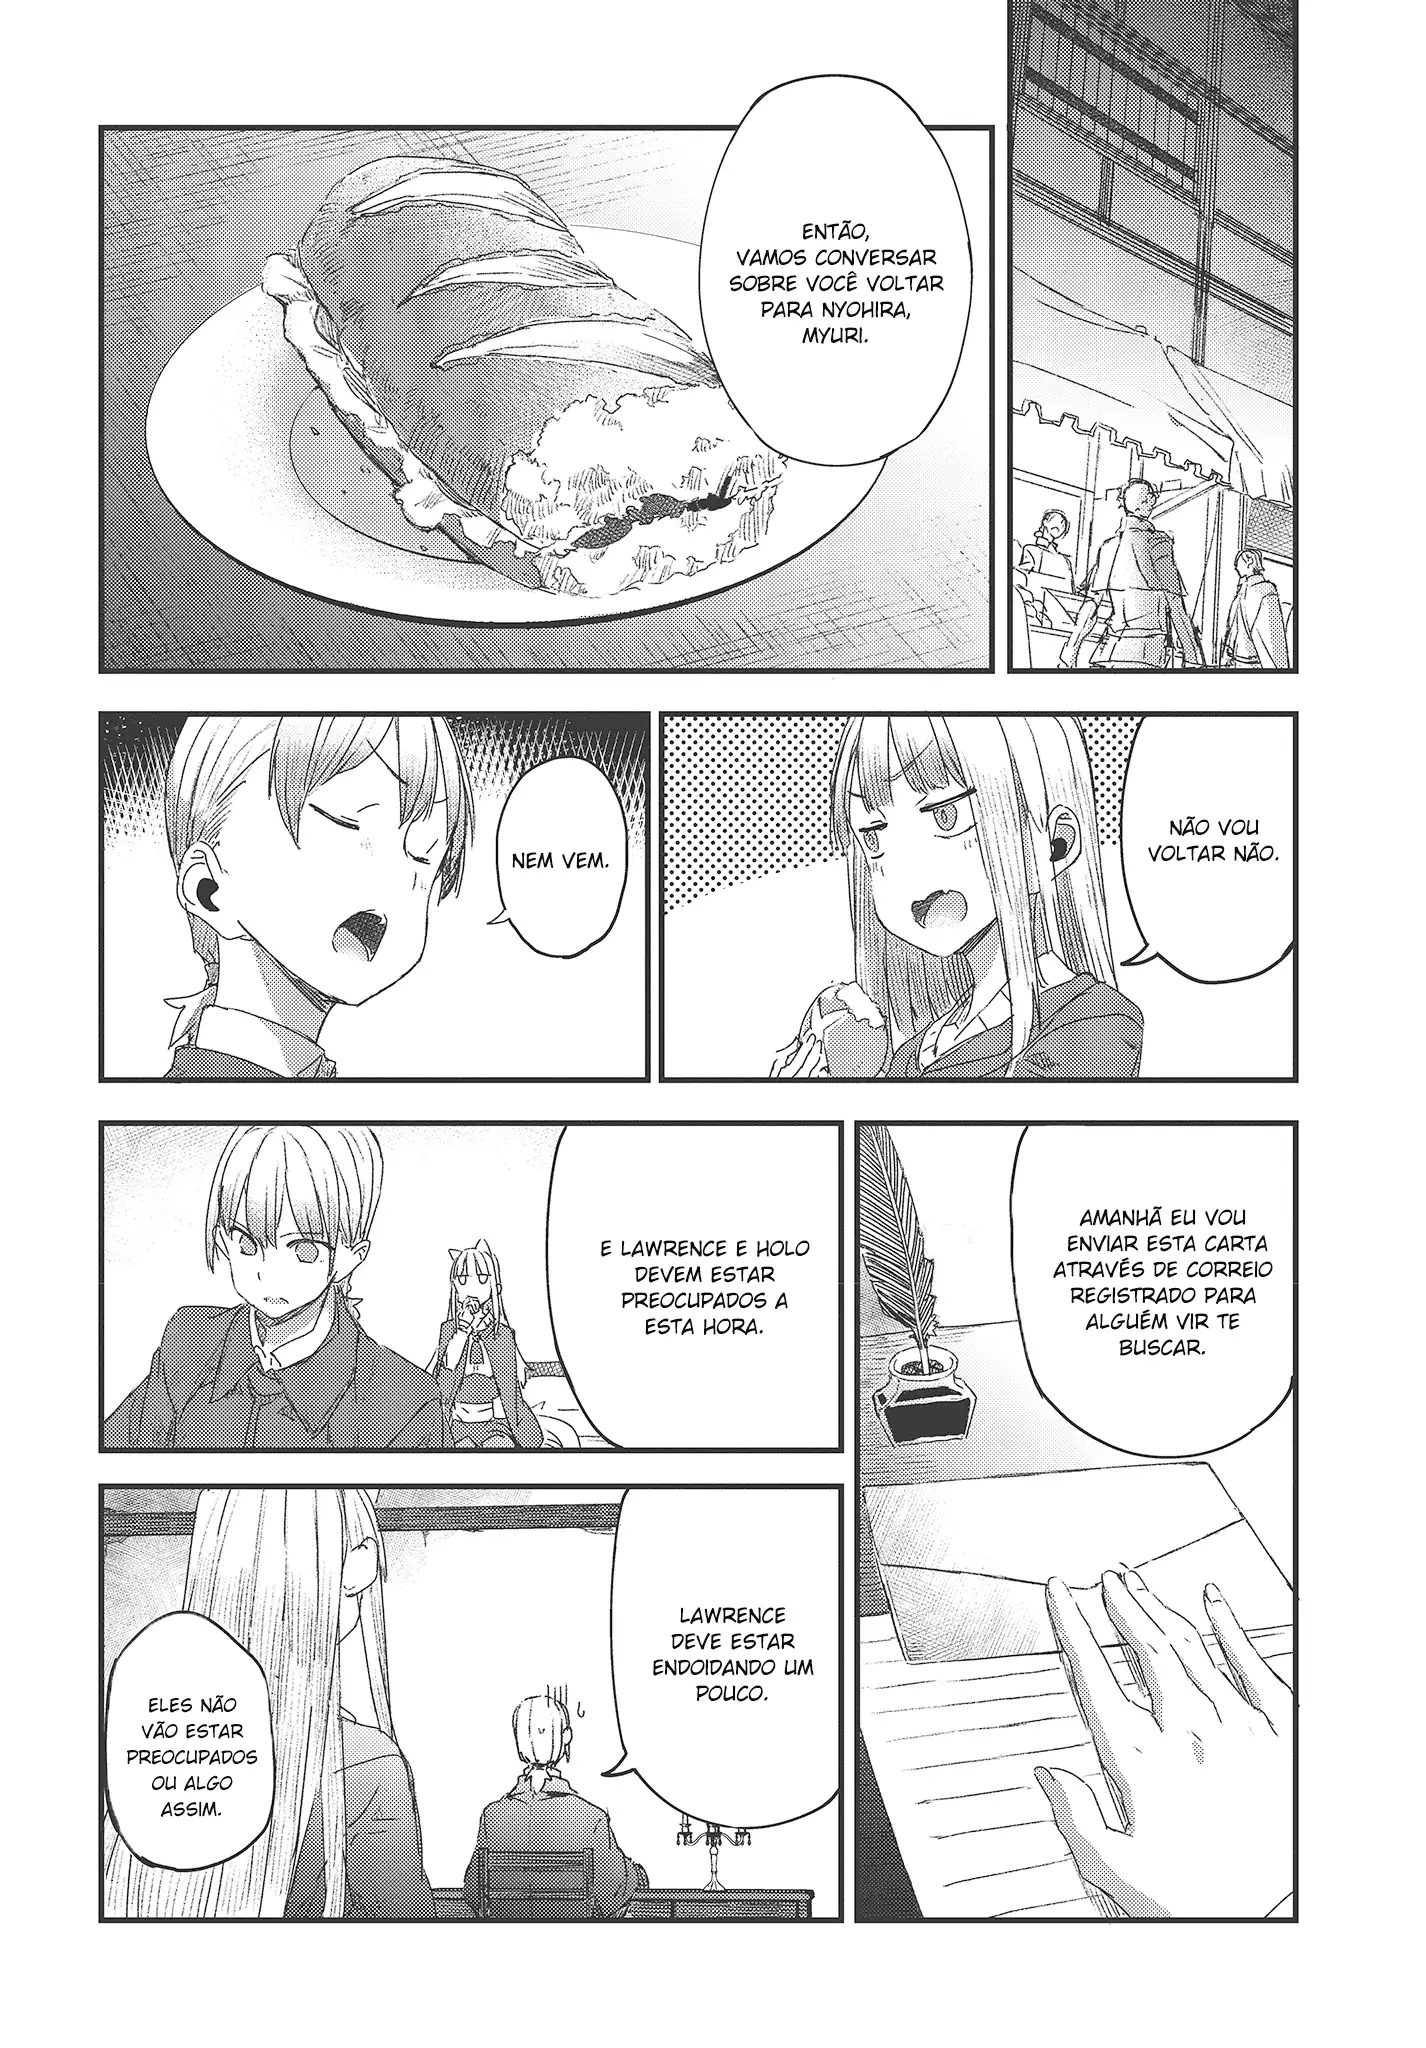 ENTÃO,
VAMOS CONVERSAR
SOBRE VOCÊ VOLTAR
PARA NYOHIRA,
MYURI.
NÃO VOU
VOLTAR NÃO.
NEM VEM.
AMANHÃ EU VOU
ENVIAR ESTA CARTA
ATRAVÉS DE CORREIO
REGISTRADO PARA
ALGUÉM VIR TE
BUSCAR.
E LAWRENCE E HOLO
DEVEM ESTAR
PREOCUPADOS A
ESTA HORA.
LAWRENCE
DEVE ESTAR
ENDOIDANDO UM
POUCO.
ELES NÃO
VÃO ESTAR
PREOCUPADOS
OU ALGO
ASSIM.